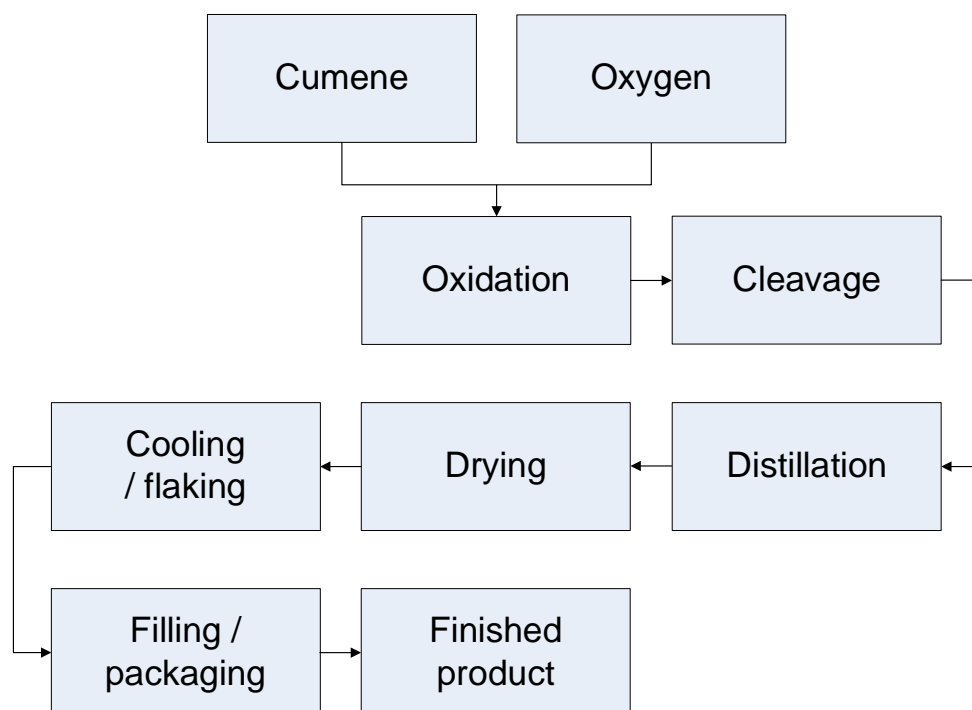 Cumene
Oxygen
Oxidation
Cleavage
Cooling
/ flaking
Drying
Distillation
Filling /
packaging
Finished
product